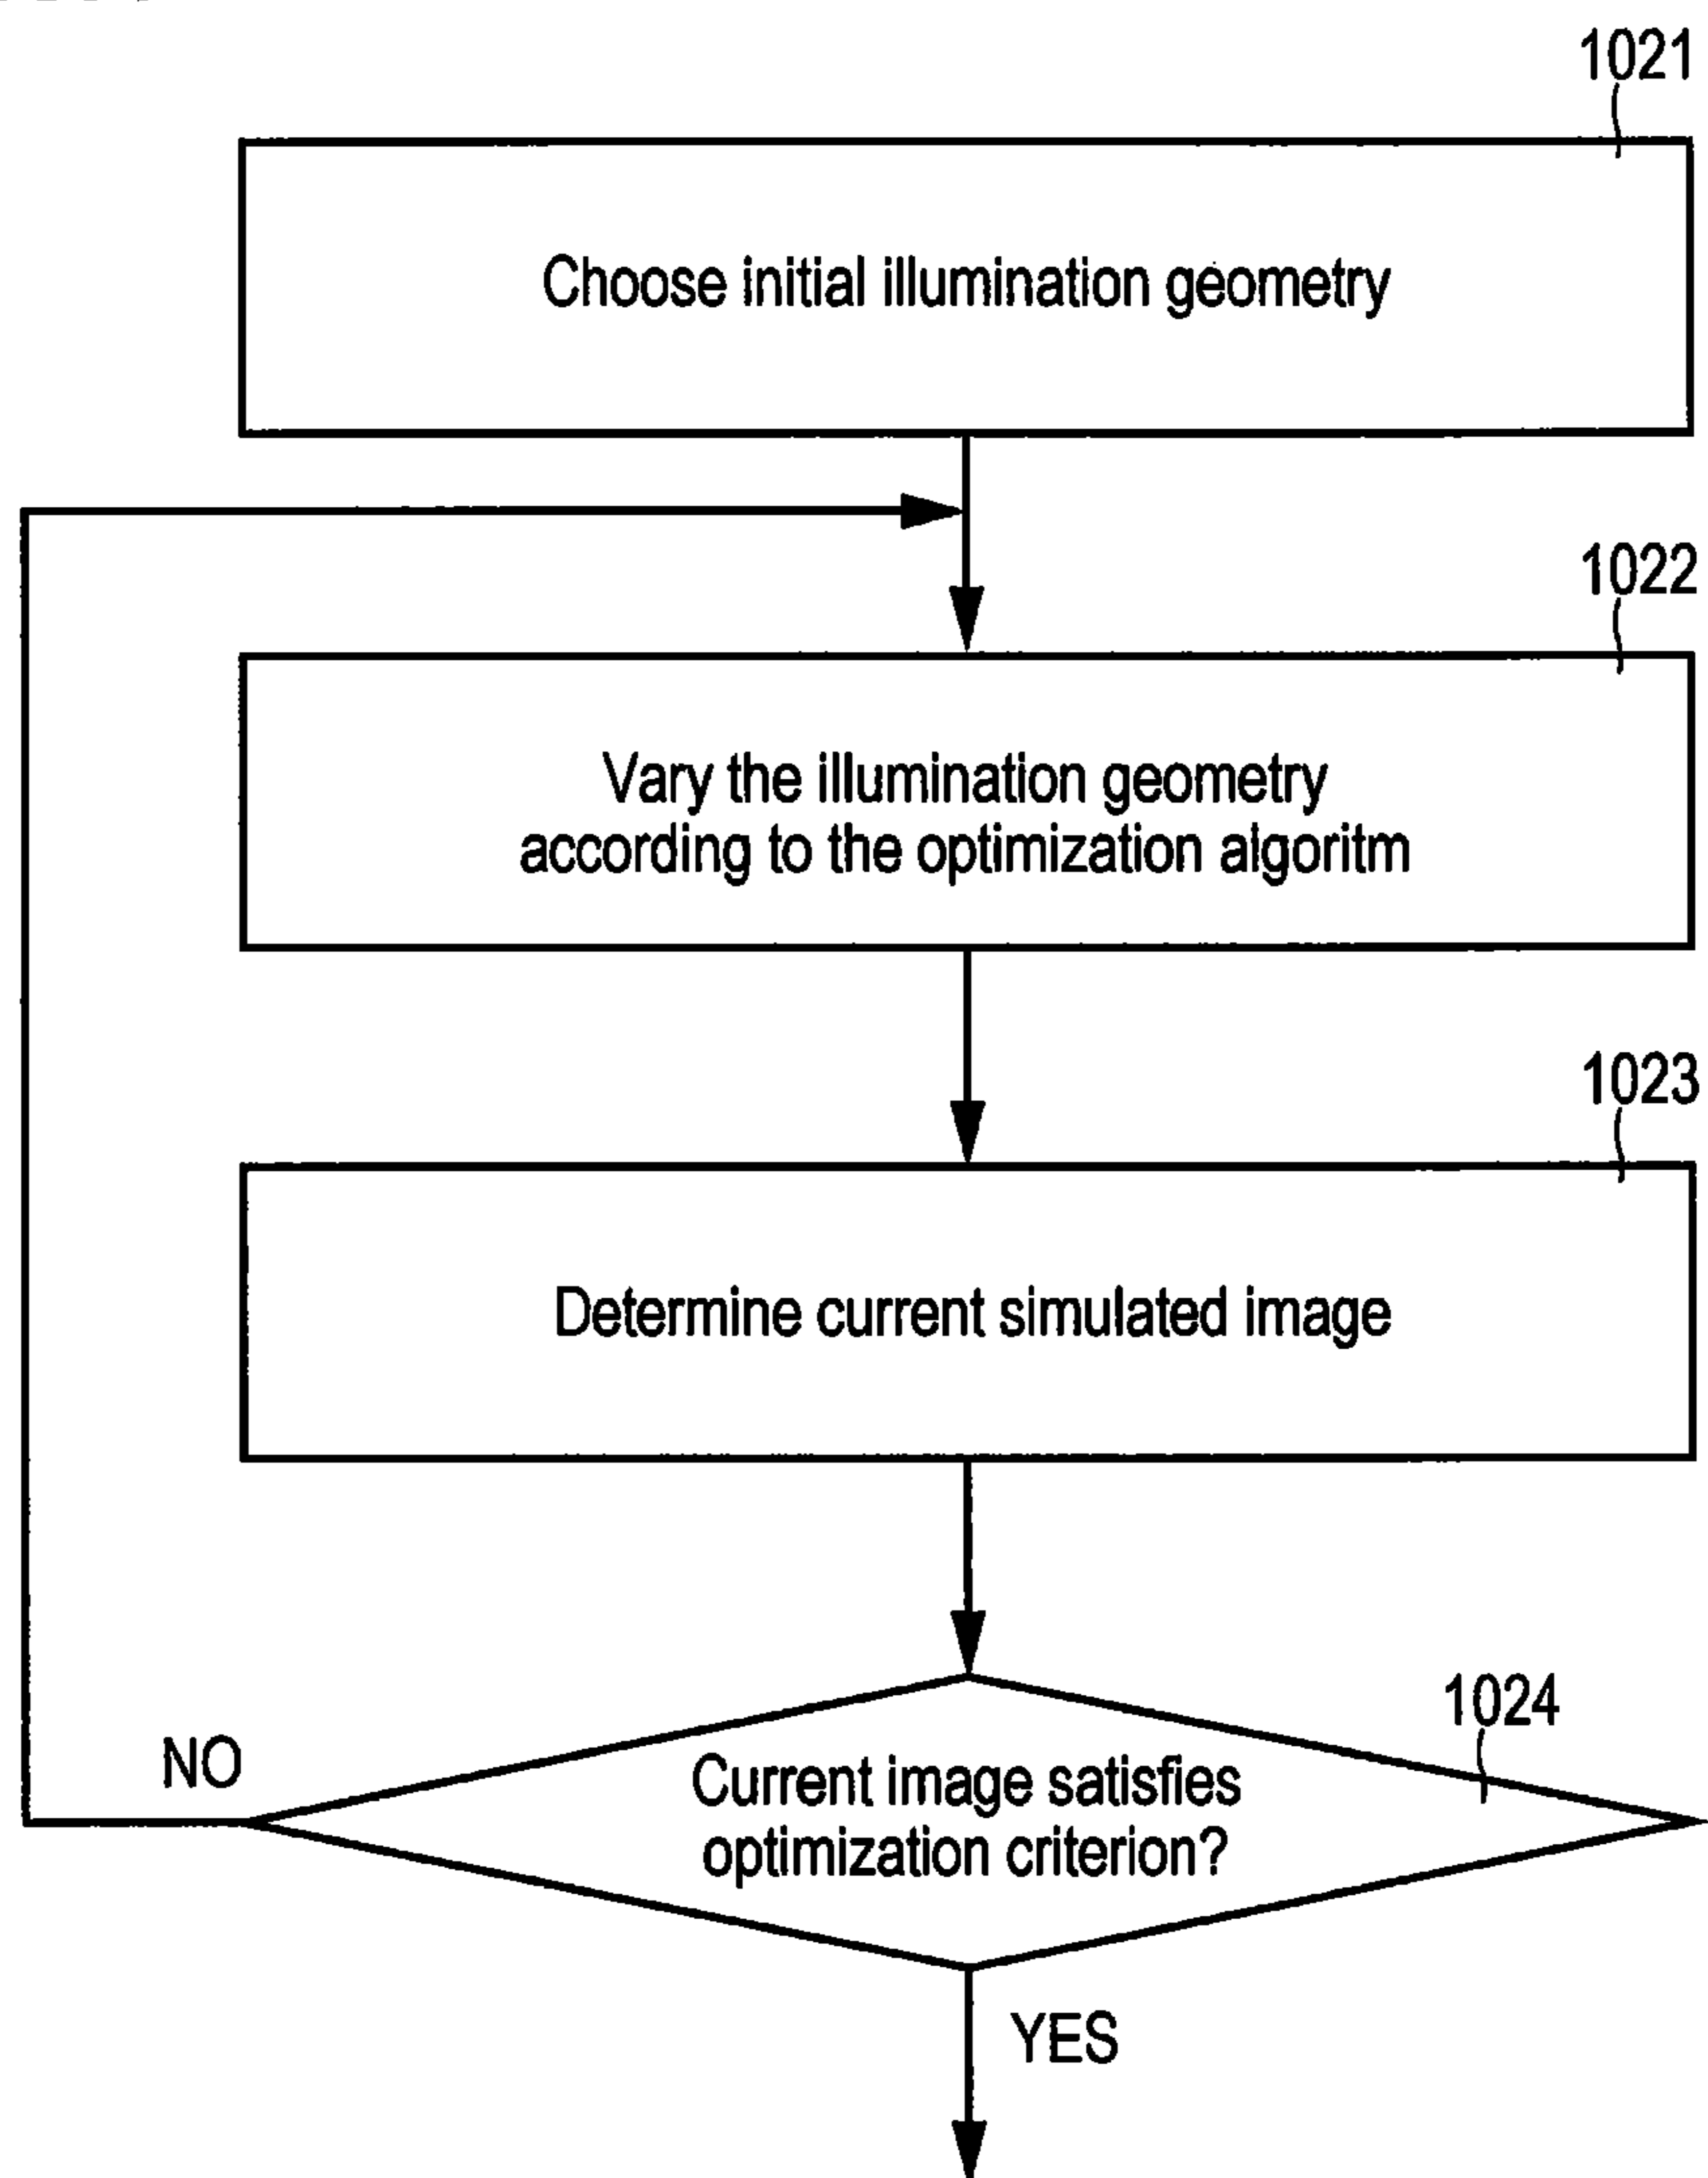 1021
Choose initial illumination geometry
1022
Vary the illumination geometry
according to the optimization algoritm
1023
Determine current simulated image
1024
NO
Current image satisfies
optimization criterion?
YES